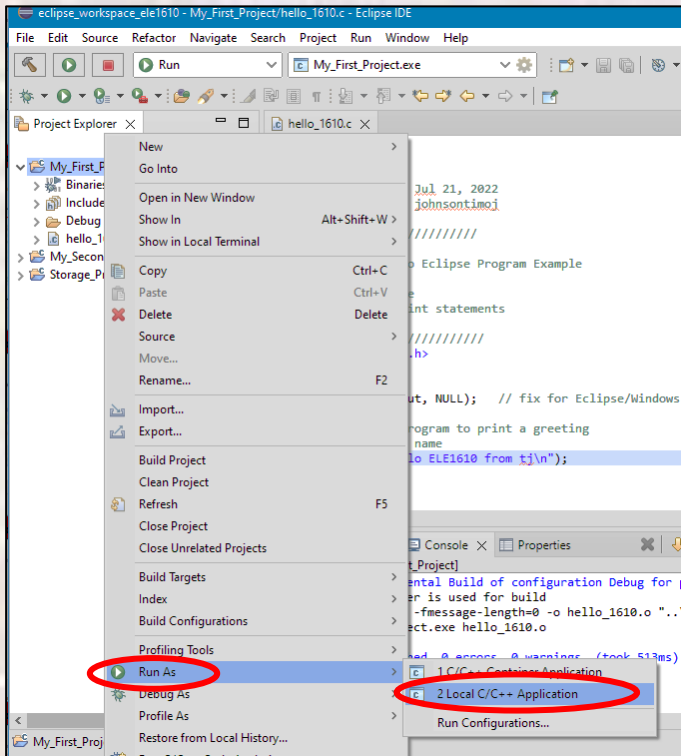 eclipse_workspace_ele1610 - My_First_Project/hello_1610.c - Eclipse IDE
File Edit Source Refactor Navigate Search Project Run Window Help
Run
My_First_Project.exe
Project Explorer
hello_1610.c
My_First_P
Binaries
Include
Debug
hello_1
My_Secon
Storage_P
New
Go Into
Open in New Window
Show In Alt+Shift+W >
Show in Local Terminal
Copy Ctrl+C
Paste Ctrl+V
Delete Delete
Source
Move...
Rename... F2
Import...
Export...
Build Project
Clean Project
Refresh F5
Close Project
Close Unrelated Projects
Build Targets
Index
Build Configurations
Profiling Tools
Run As
Debug As
Profile As
Restore from Local History...
1 C/C++ Container Application
2 Local C/C++ Application
Run Configurations...
Jul 21, 2022
johnsontimoj
//////////
o Eclipse Program Example
e
int statements
///////////
.h>
ut, NULL); // fix for Eclipse/Windows
rogram to print a greeting
name
lo ELE1610 from tj\n");
Console Properties
t_Project]
ental Build of configuration Debug for p
er is used for build
-fmessage-length=0 -o hello_1610.o "..\
ect.exe hello_1610.o
0 errors, 0 warnings. (took 513ms)
My_First_Proj